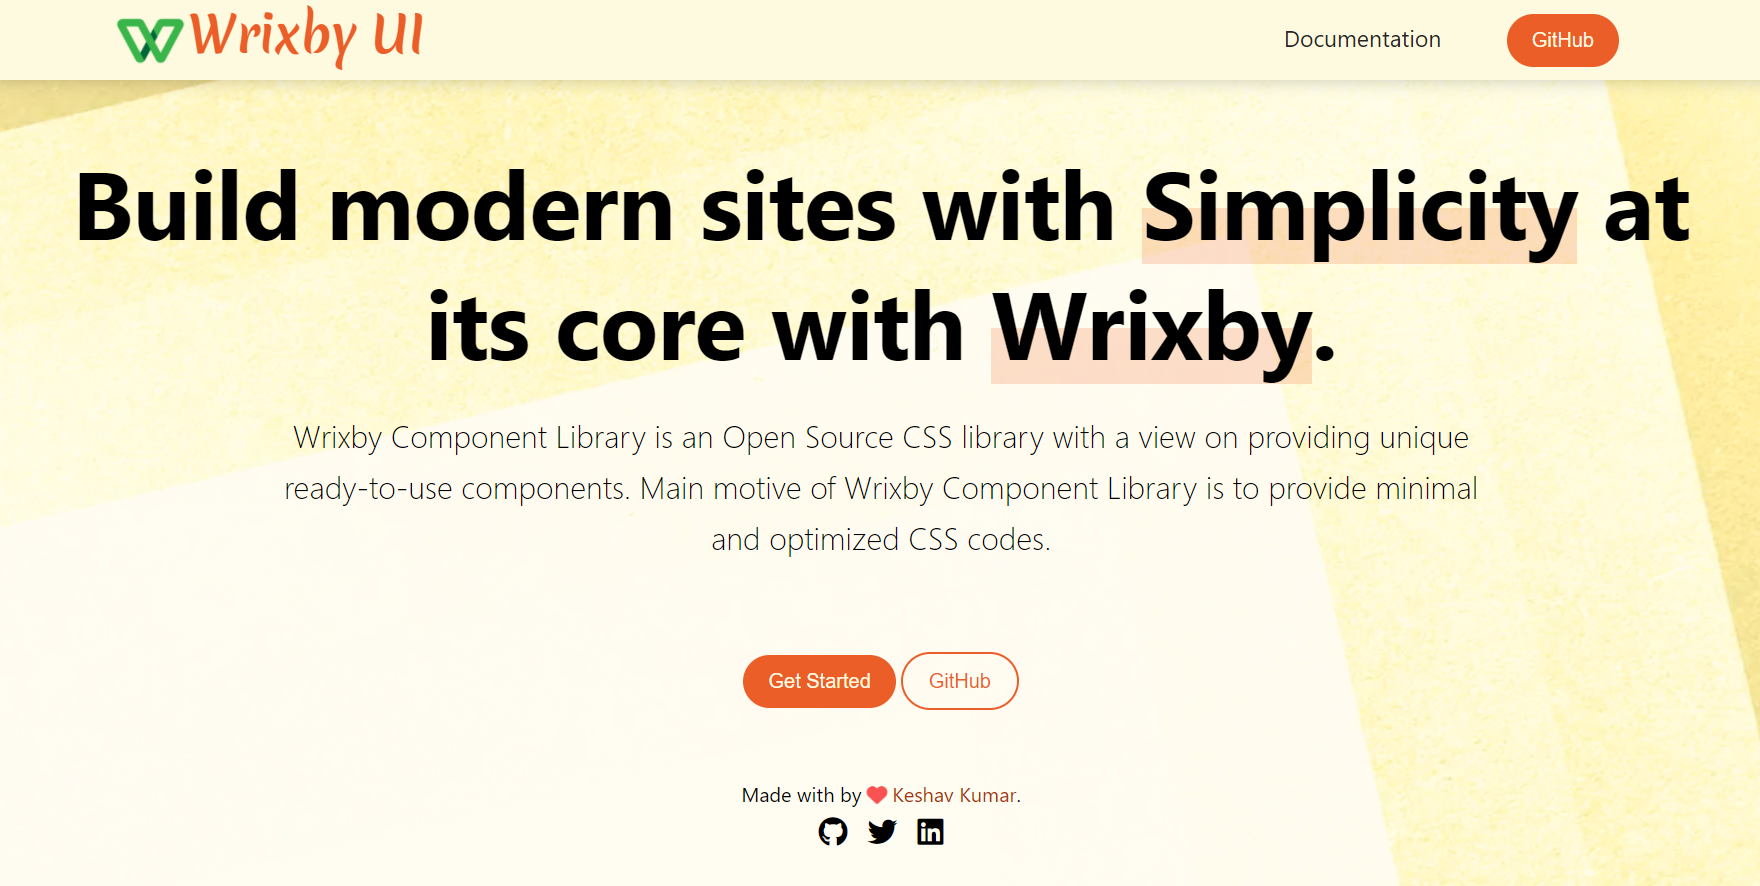 Wrixby UI
Documentation
GitHub
Build modern sites with Simplicity at
its core with Wrixby.
Wrixby Component Library is an Open Source CSS library with a view on providing unique
ready-to-use components. Main motive of Wrixby Component Library is to provide minimal
and optimized CSS codes.
Get Started
GitHub
Made with by ❤ Keshav Kumar.